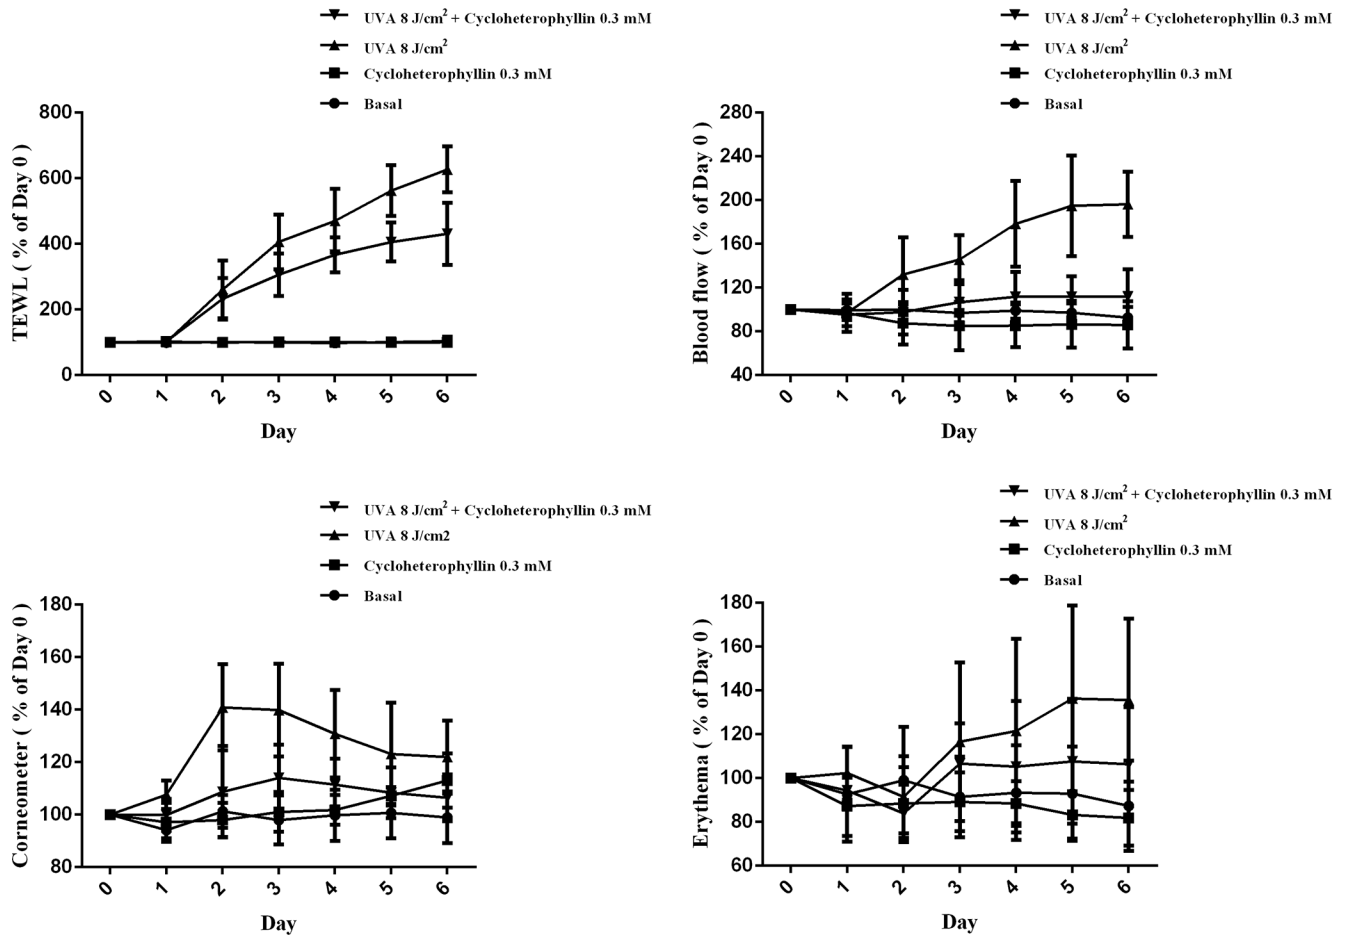 UVA 8 J/cm2 + Cycloheterophyllin 0.3 mM
UVA 8 J/cm2
Cycloheterophyllin 0.3 mM
Basal
TEWL ( % of Day 0 )
800
600
400
200
0
0 1 2 3 4 5 6
Day
UVA 8 J/cm2 + Cycloheterophyllin 0.3 mM
UVA 8 J/cm2
Cycloheterophyllin 0.3 mM
Basal
Blood flow ( % of Day 0 )
280
240
200
160
120
80
40
0 1 2 3 4 5 6
Day
UVA 8 J/cm2 + Cycloheterophyllin 0.3 mM
UVA 8 J/cm2
Cycloheterophyllin 0.3 mM
Basal
Corneometer ( % of Day 0 )
180
160
140
120
100
80
0 1 2 3 4 5 6
Day
UVA 8 J/cm2 + Cycloheterophyllin 0.3 mM
UVA 8 J/cm2
Cycloheterophyllin 0.3 mM
Basal
Erythema ( % of Day 0 )
180
160
140
120
100
80
60
0 1 2 3 4 5 6
Day